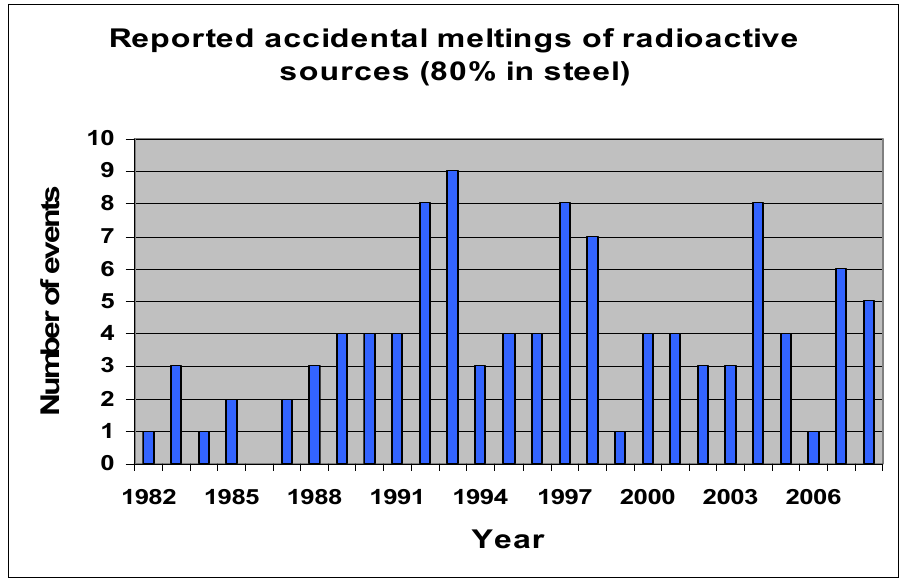 Reported accidental meltings of radioactive
sources (80% in steel)
10
9
8
7
6
5
4
3
2
1
0
Number of events
1982 1985 1988 1991 1994 1997 2000 2003 2006
Year